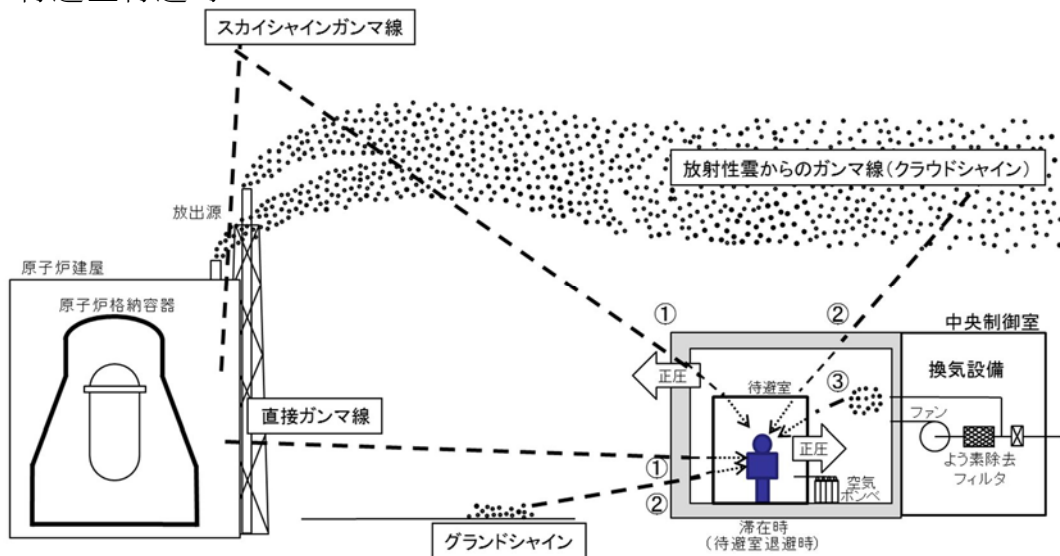 スカイシャインガンマ線
放射性雲からのガンマ線(クラウドシャイン)
放出源
原子炉建屋
原子炉格納容器
①
②
中央制御室
正圧
待避室
③
換気設備
直接ガンマ線
ファン
正圧
よう素除去
フィルタ
①
②
空気
ボンベ
滞在時
(待避室退避時)
グランドシャイン